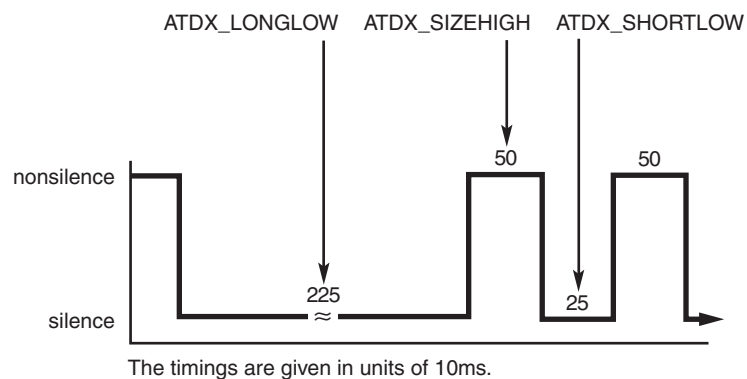 ATDX_LONGLOW ATDX_SIZEHIGH ATDX_SHORTLOW
50 50
nonsilence
225 25
≈
silence
The timings are given in units of 10ms.